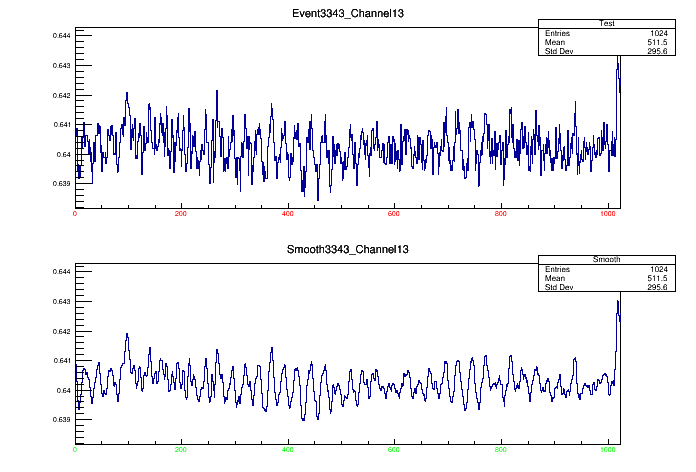 Event3343_Channel13
Test
Entries 1024
Mean 511.5
Std Dev 295.6
0.644
0.643
0.642
0.641
0.64
0.639
0 200 400 600 800 1000
Smooth3343_Channel13
Smooth
Entries 1024
Mean 511.5
Std Dev 295.6
0.644
0.643
0.642
0.641
0.64
0.639
0 200 400 600 800 1000